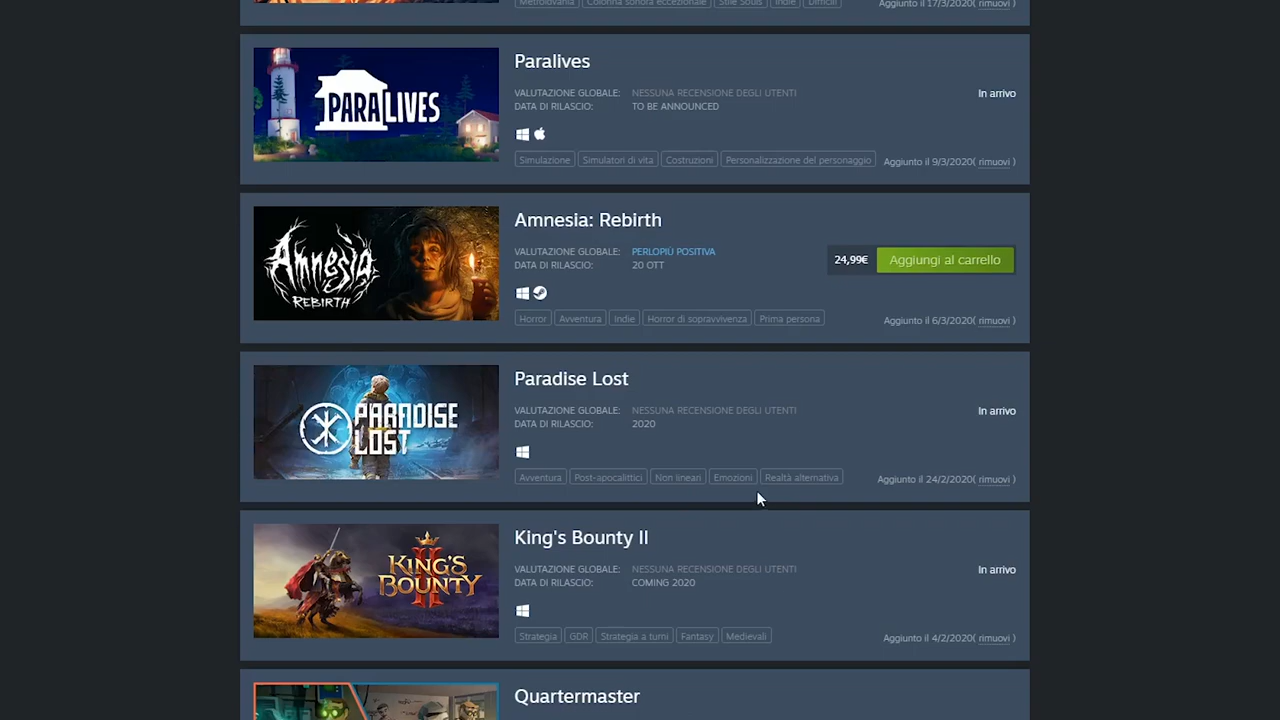 Metroidvania Colonna sonora eccezionale Stile Souls Indie Difficili Aggiunto il 17/3/2020( rimuovi )
PARALIVES
Paralives
VALUTAZIONE GLOBALE: NESSUNA RECENSIONE DEGLI UTENTI
In arrivo
DATA DI RILASCIO: TO BE ANNOUNCED
Simulazione Simulatori di vita Costruzioni Personalizzazione del personaggio Aggiunto il 9/3/2020( rimuovi )
Amnesia
REBIRTH
Amnesia: Rebirth
VALUTAZIONE GLOBALE: PERLOPIÙ POSITIVA
DATA DI RILASCIO: 20 OTT
24,99€ Aggiungi al carrello
Horror Avventura Indie Horror di sopravvivenza Prima persona Aggiunto il 6/3/2020( rimuovi )
PARADISE
LOST
Paradise Lost
VALUTAZIONE GLOBALE: NESSUNA RECENSIONE DEGLI UTENTI
In arrivo
DATA DI RILASCIO: 2020
Avventura Post-apocalittici Non lineari Emozioni Realtà alternativa Aggiunto il 24/2/2020( rimuovi )
KING'S
BOUNTY
II
King's Bounty II
VALUTAZIONE GLOBALE: NESSUNA RECENSIONE DEGLI UTENTI
In arrivo
DATA DI RILASCIO: COMING 2020
Strategia GDR Strategia a turni Fantasy Medievali Aggiunto il 4/2/2020( rimuovi )
Quartermaster